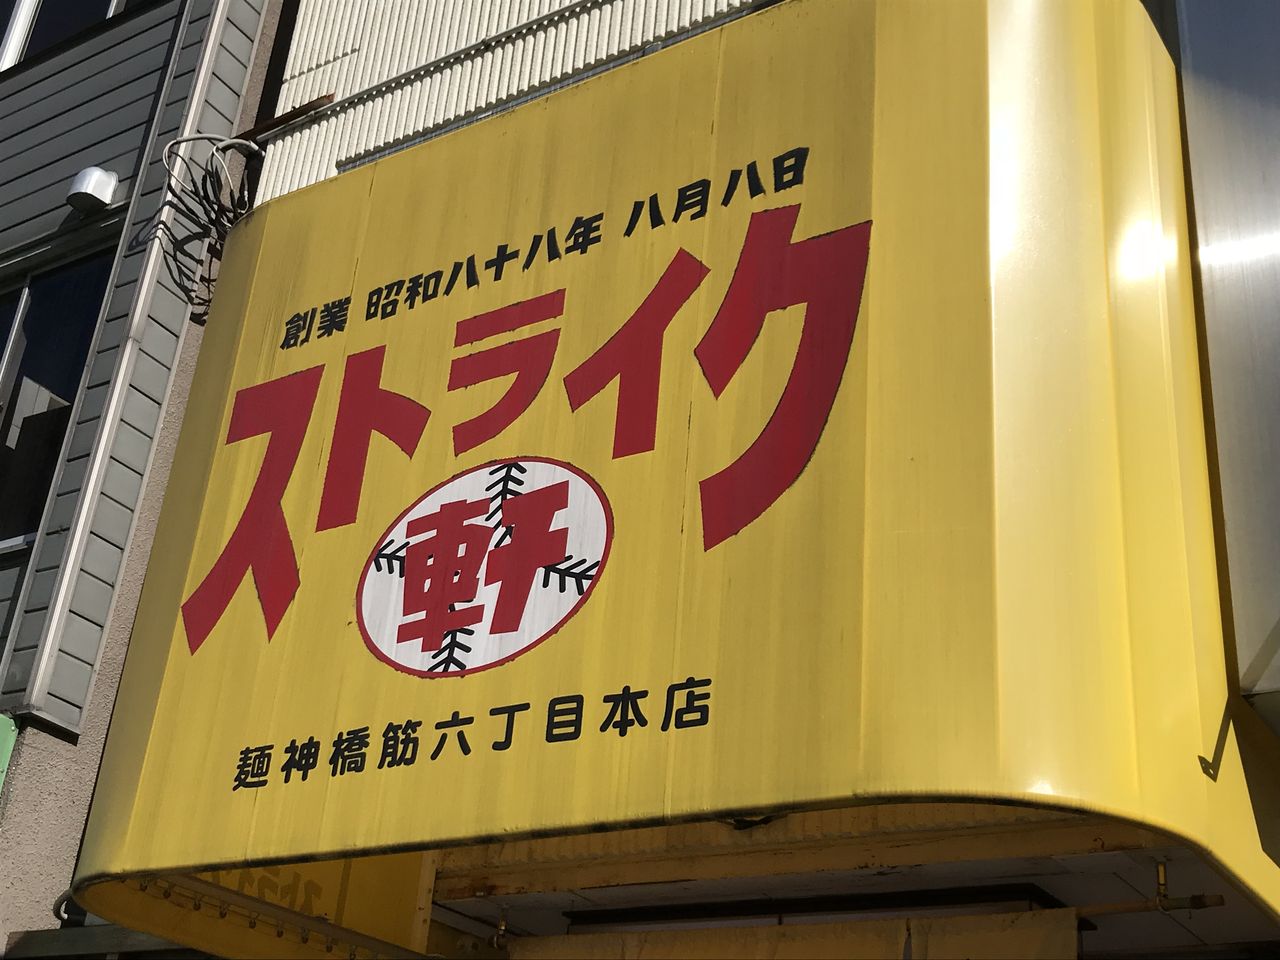 創業 昭和八十八年 八月八日
ストライク
軒
麺神橋筋六丁目本店